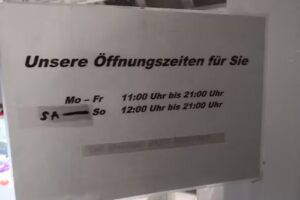 Unsere Öffnungszeiten für Sie
Mo – Fr 11:00 Uhr bis 21:00 Uhr
SA — So 12:00 Uhr bis 21:00 Uhr